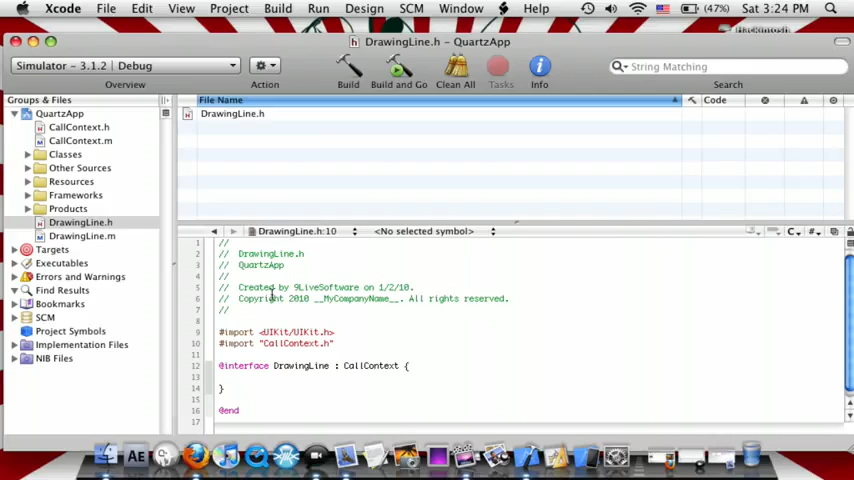 Xcode File Edit View Project Build Run Design SCM Window Help (47%) Sat 3:24 PM
Hackintosh
DrawingLine.h - QuartzApp
Simulator - 3.1.2 | Debug
String Matching
Overview Action Build Build and Go Clean All Tasks Info Search
Groups & Files
File Name Code
QuartzApp
DrawingLine.h
CallContext.h
CallContext.m
Classes
Other Sources
Resources
Frameworks
Products
DrawingLine.h
DrawingLine.m
Targets
Executables
Errors and Warnings
Find Results
Bookmarks
SCM
Project Symbols
Implementation Files
NIB Files
DrawingLine.h:10 <No selected symbol> C #
1 //
2 // DrawingLine.h
3 // QuartzApp
4 //
5 // Created by 9LiveSoftware on 1/2/10.
6 // Copyright 2010 __MyCompanyName__. All rights reserved.
7 //
8
9 #import <UIKit/UIKit.h>
10 #import "CallContext.h"
11
12 @interface DrawingLine : CallContext {
13
14 }
15
16 @end
17
AE